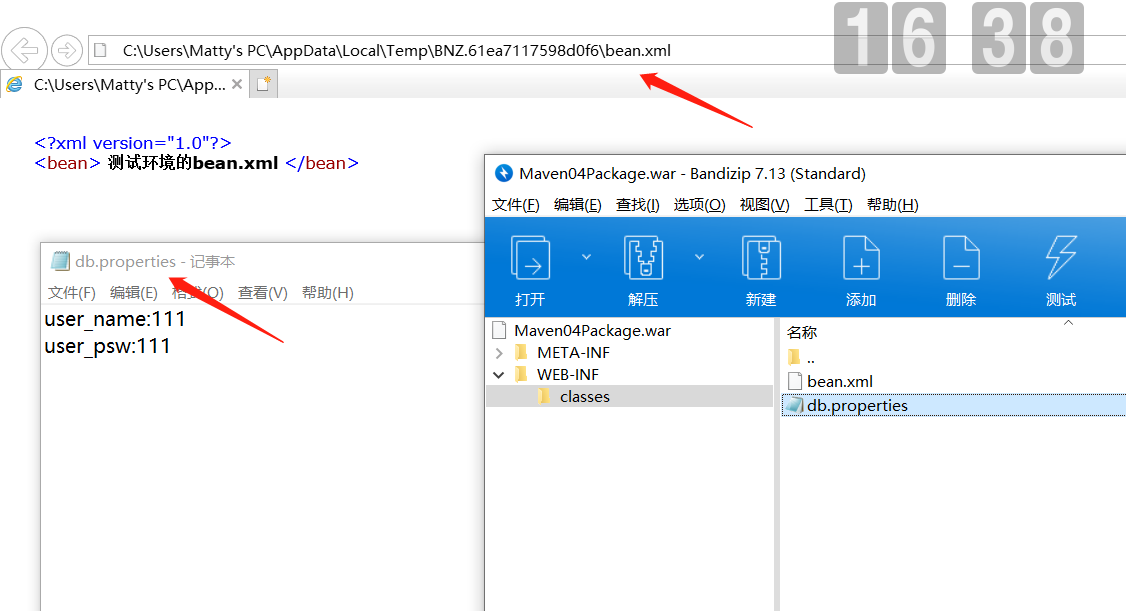 16 38
C:\Users\Matty's PC\AppData\Local\Temp\BNZ.61ea7117598d0f6\bean.xml
C:\Users\Matty's PC\App...
<?xml version="1.0"?>
<bean> 测试环境的bean.xml </bean>
db.properties - 记事本
文件(F) 编辑(E) 格式(O) 查看(V) 帮助(H)
user_name:111
user_psw:111
Maven04Package.war - Bandizip 7.13 (Standard)
文件(F) 编辑(E) 查找(I) 选项(O) 视图(V) 工具(T) 帮助(H)
打开 解压 新建 添加 删除 测试
Maven04Package.war
META-INF
WEB-INF
classes
名称
..
bean.xml
db.properties